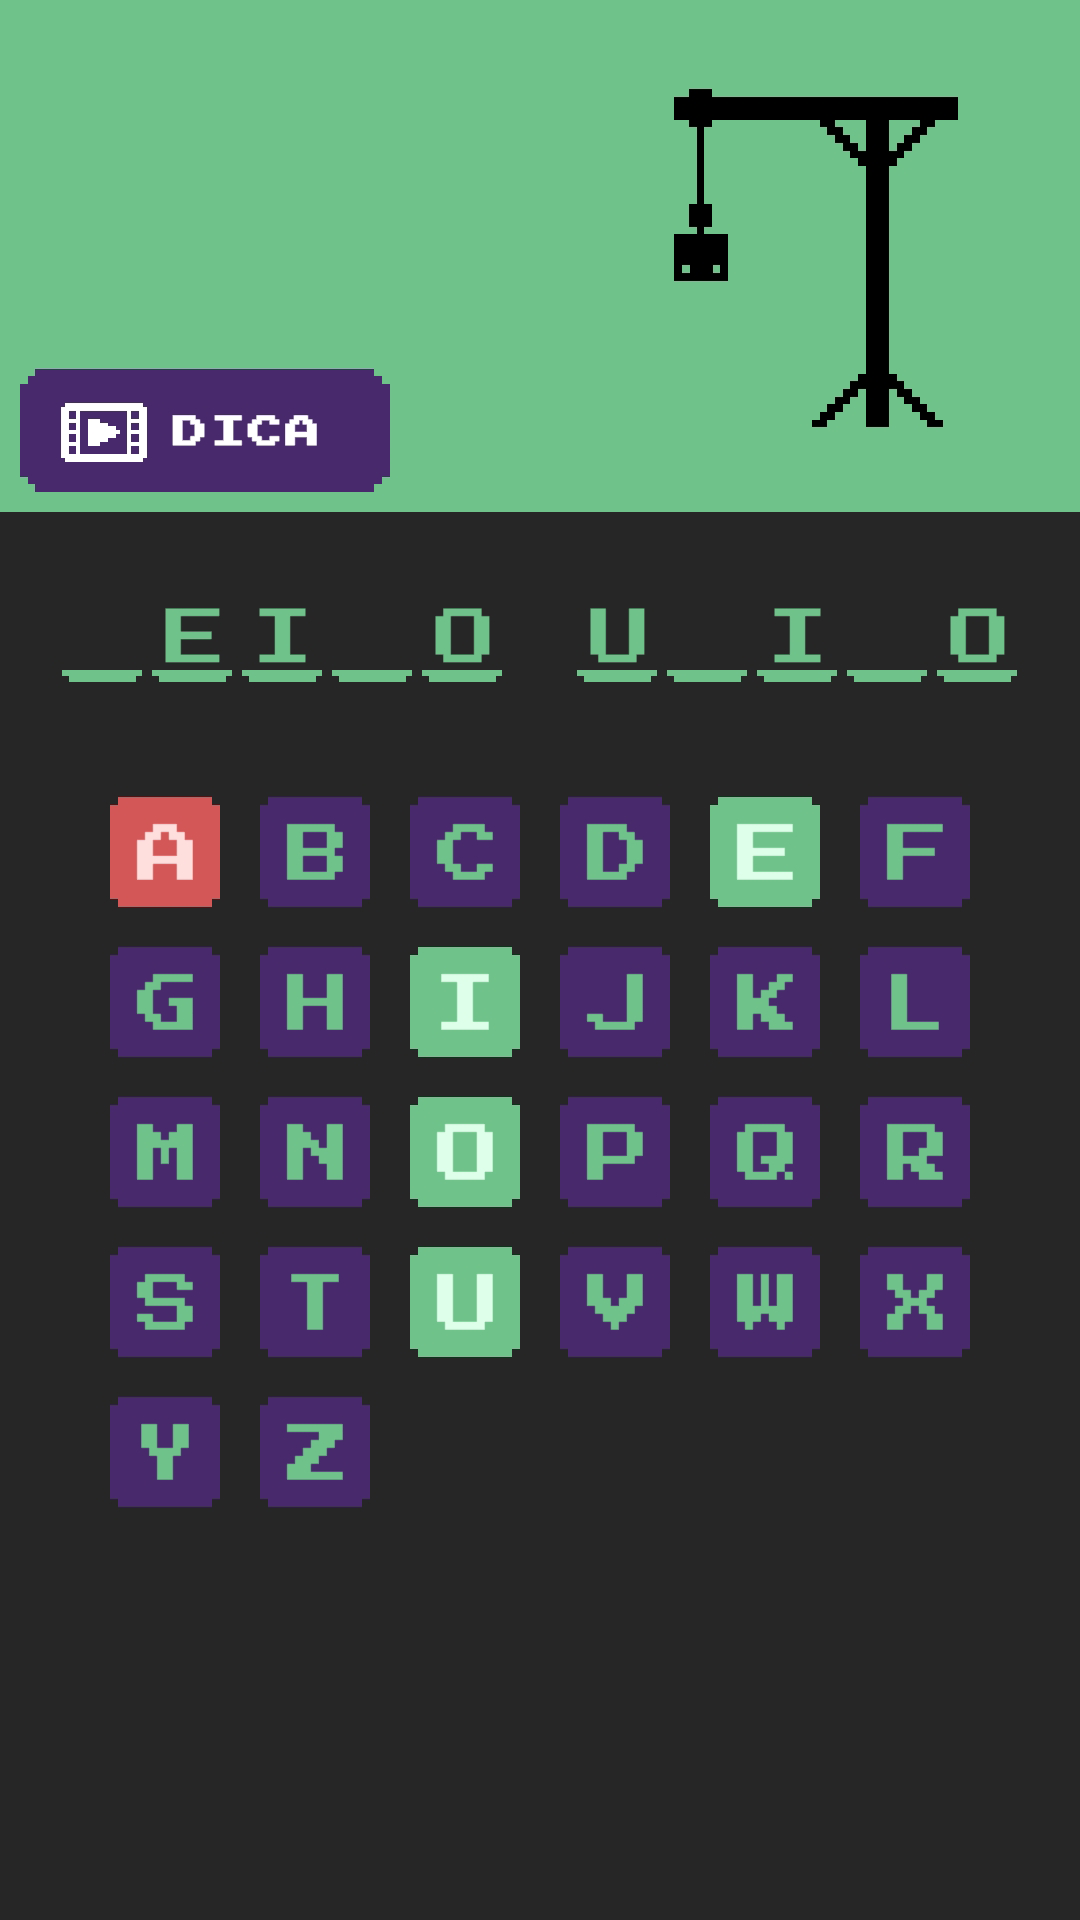 DICA
_EI_O U_I_O
A B C D E F
G H I J K L
M N O P Q R
S T U V W X
Y Z